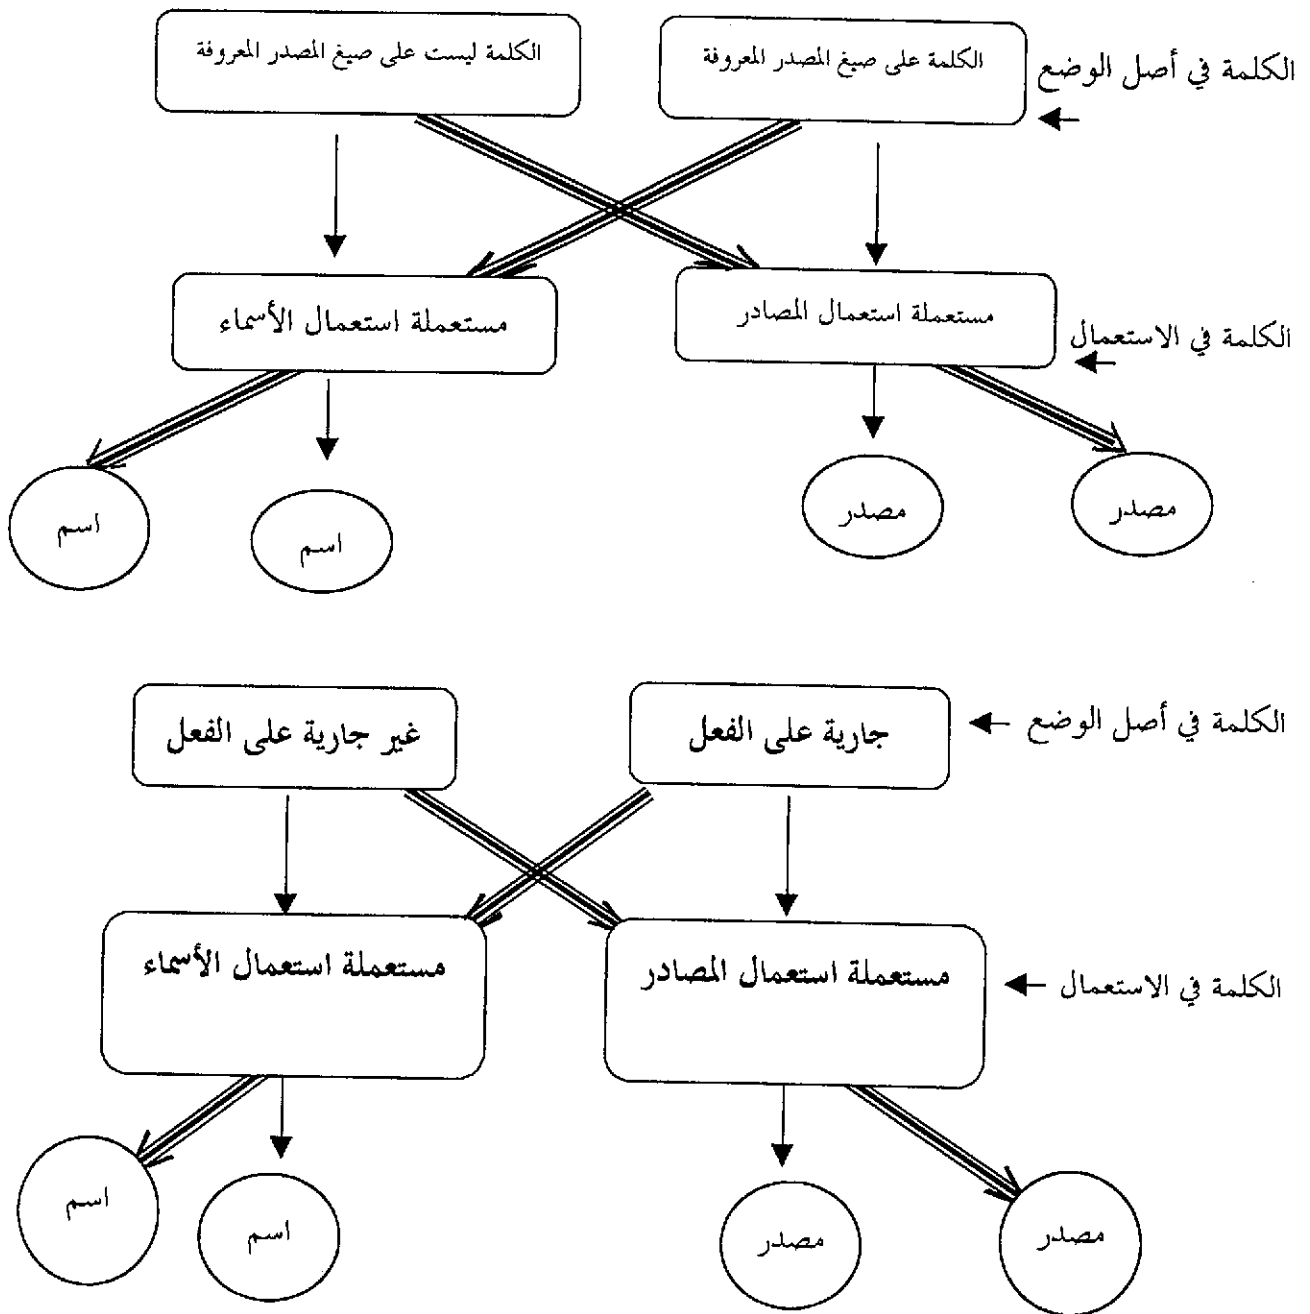 الكلمة في أصل الوضع
الكلمة على صيغ المصدر المعروفة
الكلمة ليست على صيغ المصدر المعروفة
الكلمة في الاستعمال
مستعملة استعمال المصادر
مستعملة استعمال الأسماء
مصدر
مصدر
اسم
اسم
الكلمة في أصل الوضع
جارية على الفعل
غير جارية على الفعل
الكلمة في الاستعمال
مستعملة استعمال المصادر
مستعملة استعمال الأسماء
مصدر
مصدر
اسم
اسم